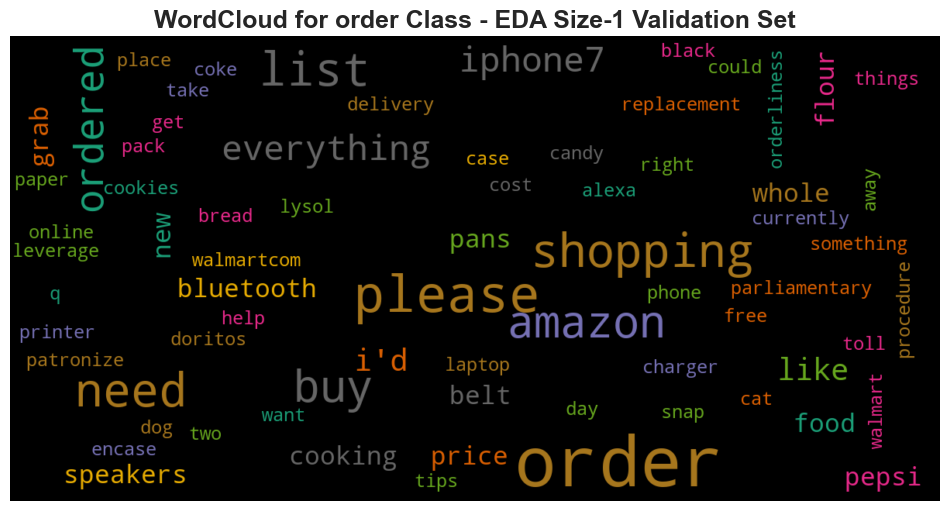 WordCloud for order Class - EDA Size-1 Validation Set
place
coke
take
ordered
list
iphone7
black
could
things
delivery
replacement
orderliness
flour
grab
get
pack
everything
case
candy
right
paper
cookies
cost
alexa
whole
away
currently
bread
lysol
new
online
leverage
pans
shopping
something
walmartcom
q
bluetooth
please
phone
parliamentary
procedure
help
amazon
free
printer
doritos
toll
patronize
i'd
laptop
charger
like
need
buy
belt
cat
walmart
want
day
snap
food
dog
two
encase
cooking
price
order
speakers
tips
pepsi